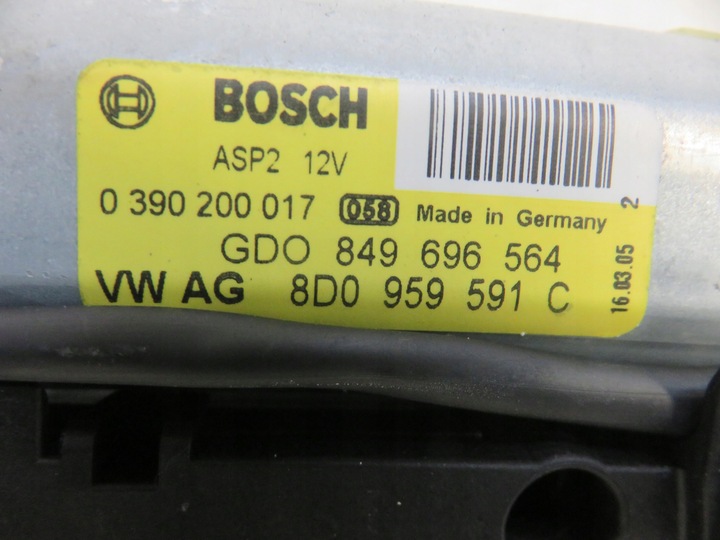 BOSCH
ASP2 12V
0 390 200 017 058 Made in Germany
GDO 849 696 564
VW AG 8D0 959 591 C
16.03.05 2